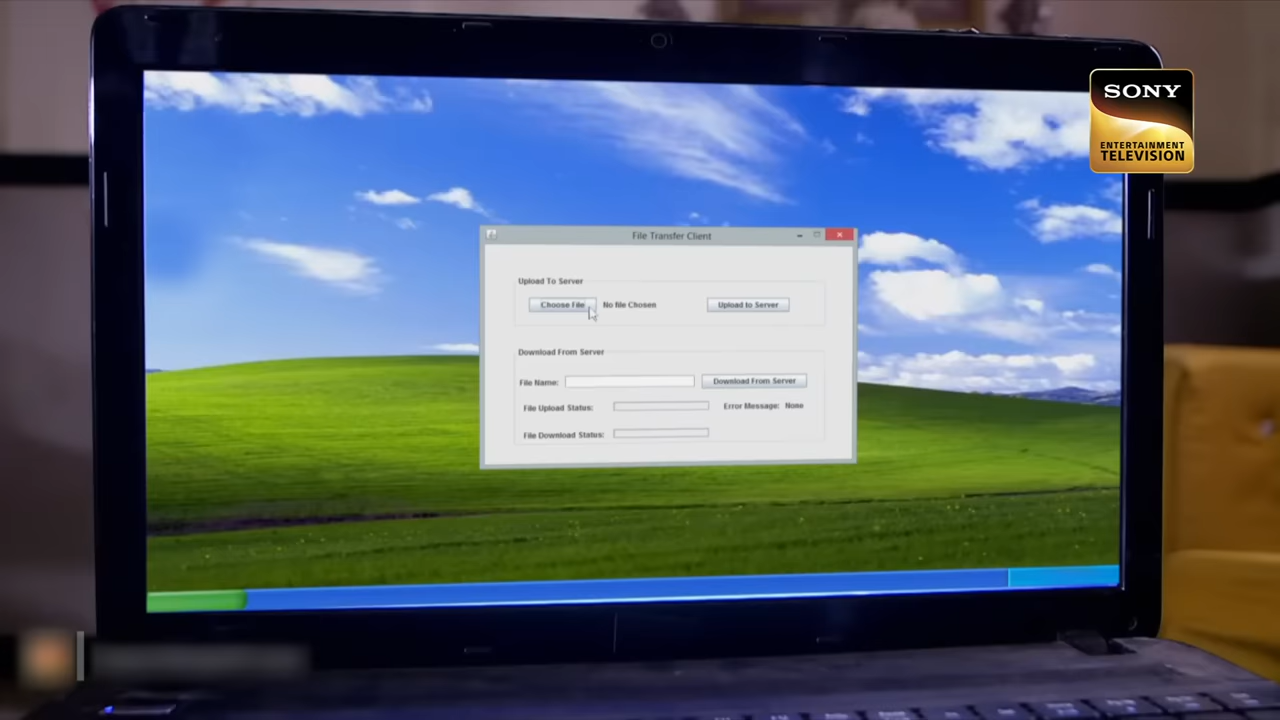 SONY
ENTERTAINMENT
TELEVISION
File Transfer Client
Upload To Server
Choose File No file Chosen Upload to Server
Download From Server
File Name: Download From Server
File Upload Status: Error Message: None
File Download Status: